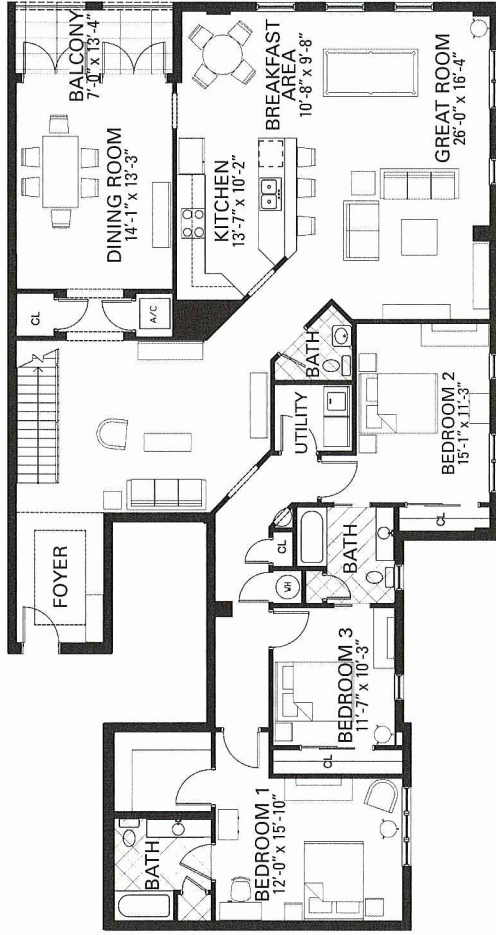 BALCONY
7'-0" x 13'-4"
DINING ROOM
14'-1" x 13'-3"
BREAKFAST
AREA
10'-8" x 9'-8"
GREAT ROOM
26'-0" x 16'-4"
KITCHEN
13'-7" x 10'-2"
CL
A/C
BATH
UTILITY
BEDROOM 2
15'-1" x 11'-3"
CL
FOYER
CL
BATH
WH
BEDROOM 3
11'-7" x 10'-3"
CL
BEDROOM 1
12'-0" x 15'-10"
BATH